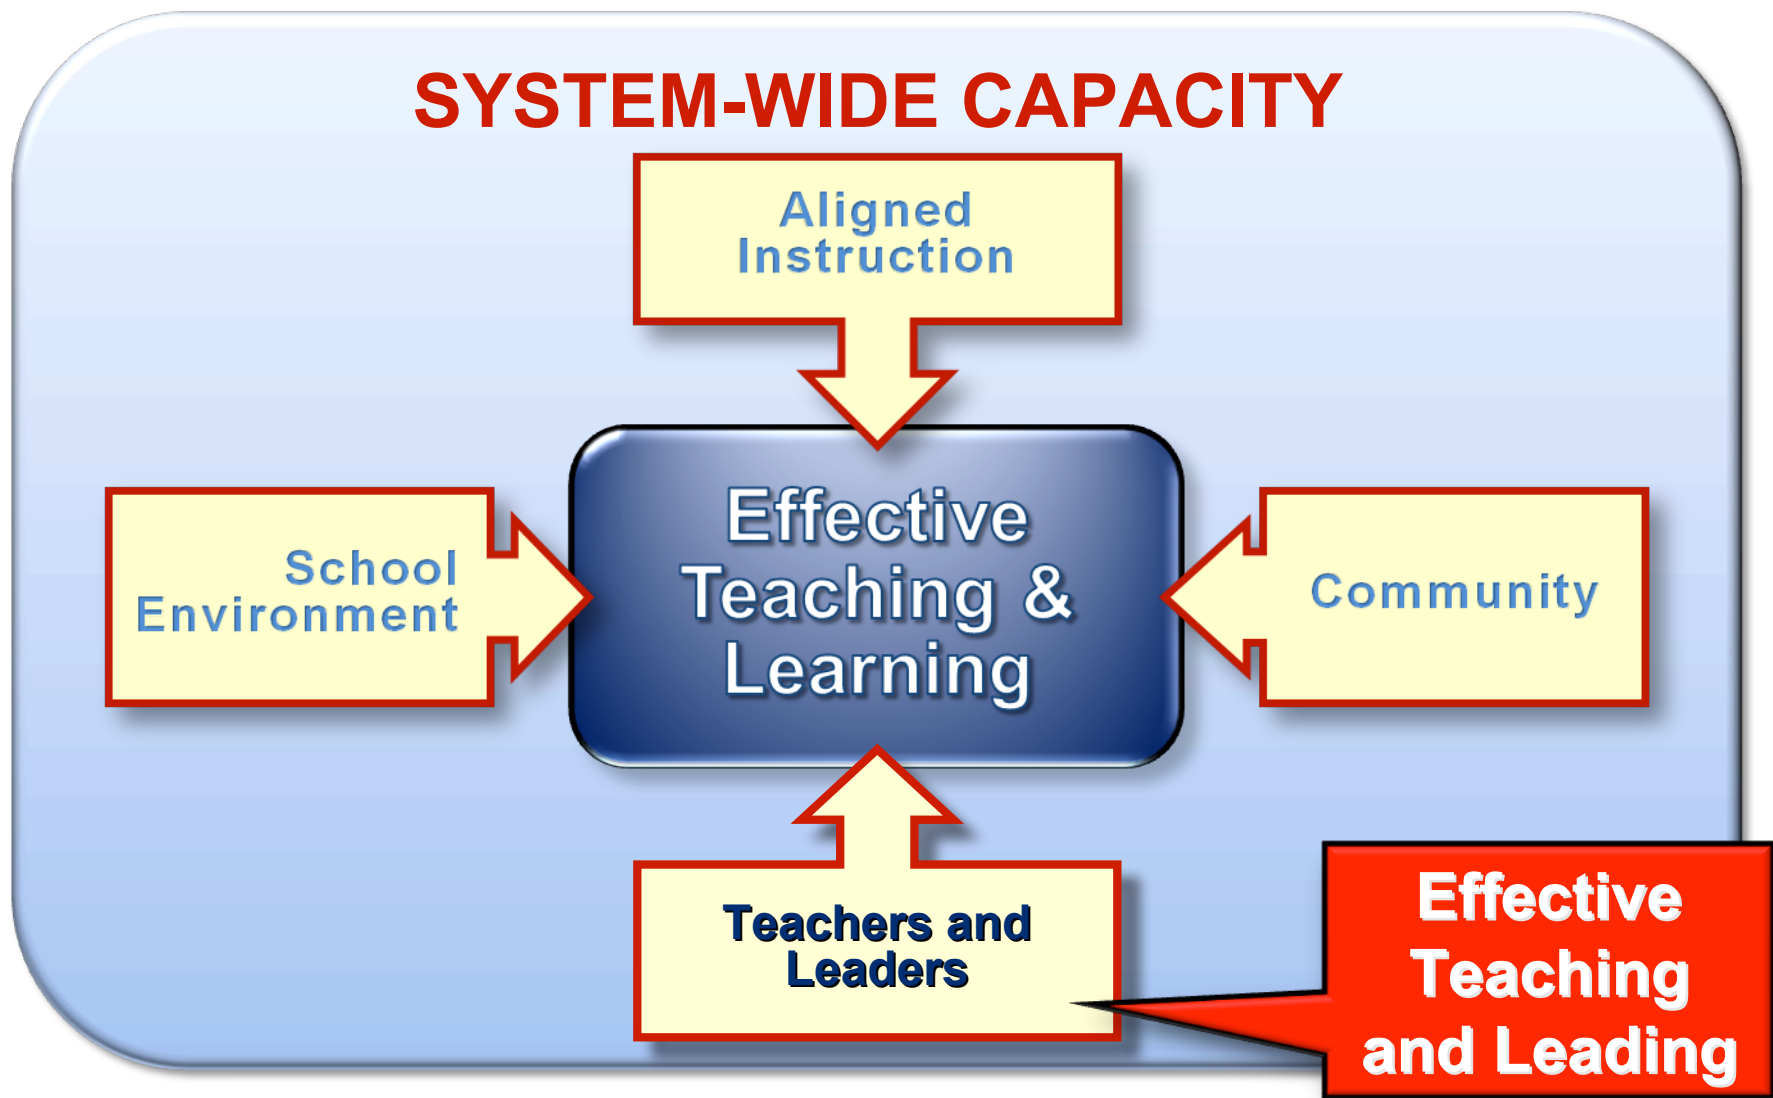 SYSTEM-WIDE CAPACITY
Aligned
Instruction
School
Environment
Effective
Teaching &
Learning
Community
Teachers and
Leaders
Effective
Teaching
and Leading